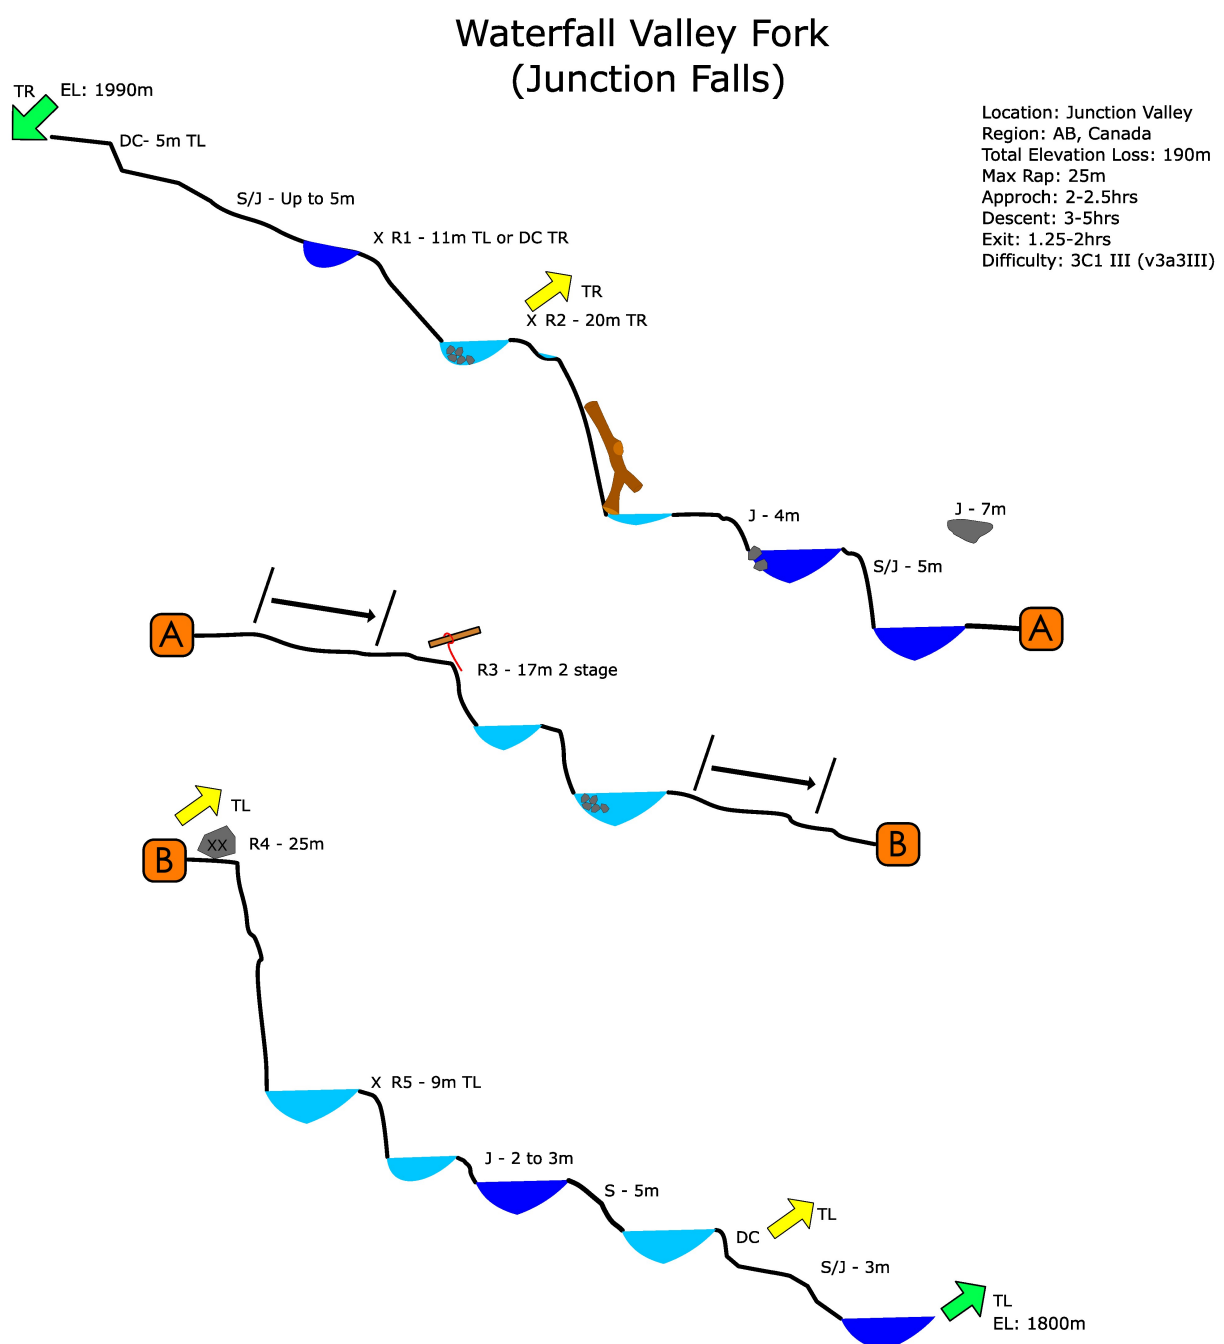 Waterfall Valley Fork
(Junction Falls)
TR
EL: 1990m
Location: Junction Valley
Region: AB, Canada
Total Elevation Loss: 190m
Max Rap: 25m
Approch: 2-2.5hrs
Descent: 3-5hrs
Exit: 1.25-2hrs
Difficulty: 3C1 III (v3a3III)
DC- 5m TL
S/J - Up to 5m
X R1 - 11m TL or DC TR
TR
X R2 - 20m TR
J - 4m
J - 7m
S/J - 5m
A
A
R3 - 17m 2 stage
TL
XX
R4 - 25m
B
B
X R5 - 9m TL
J - 2 to 3m
S - 5m
DC
TL
S/J - 3m
TL
EL: 1800m